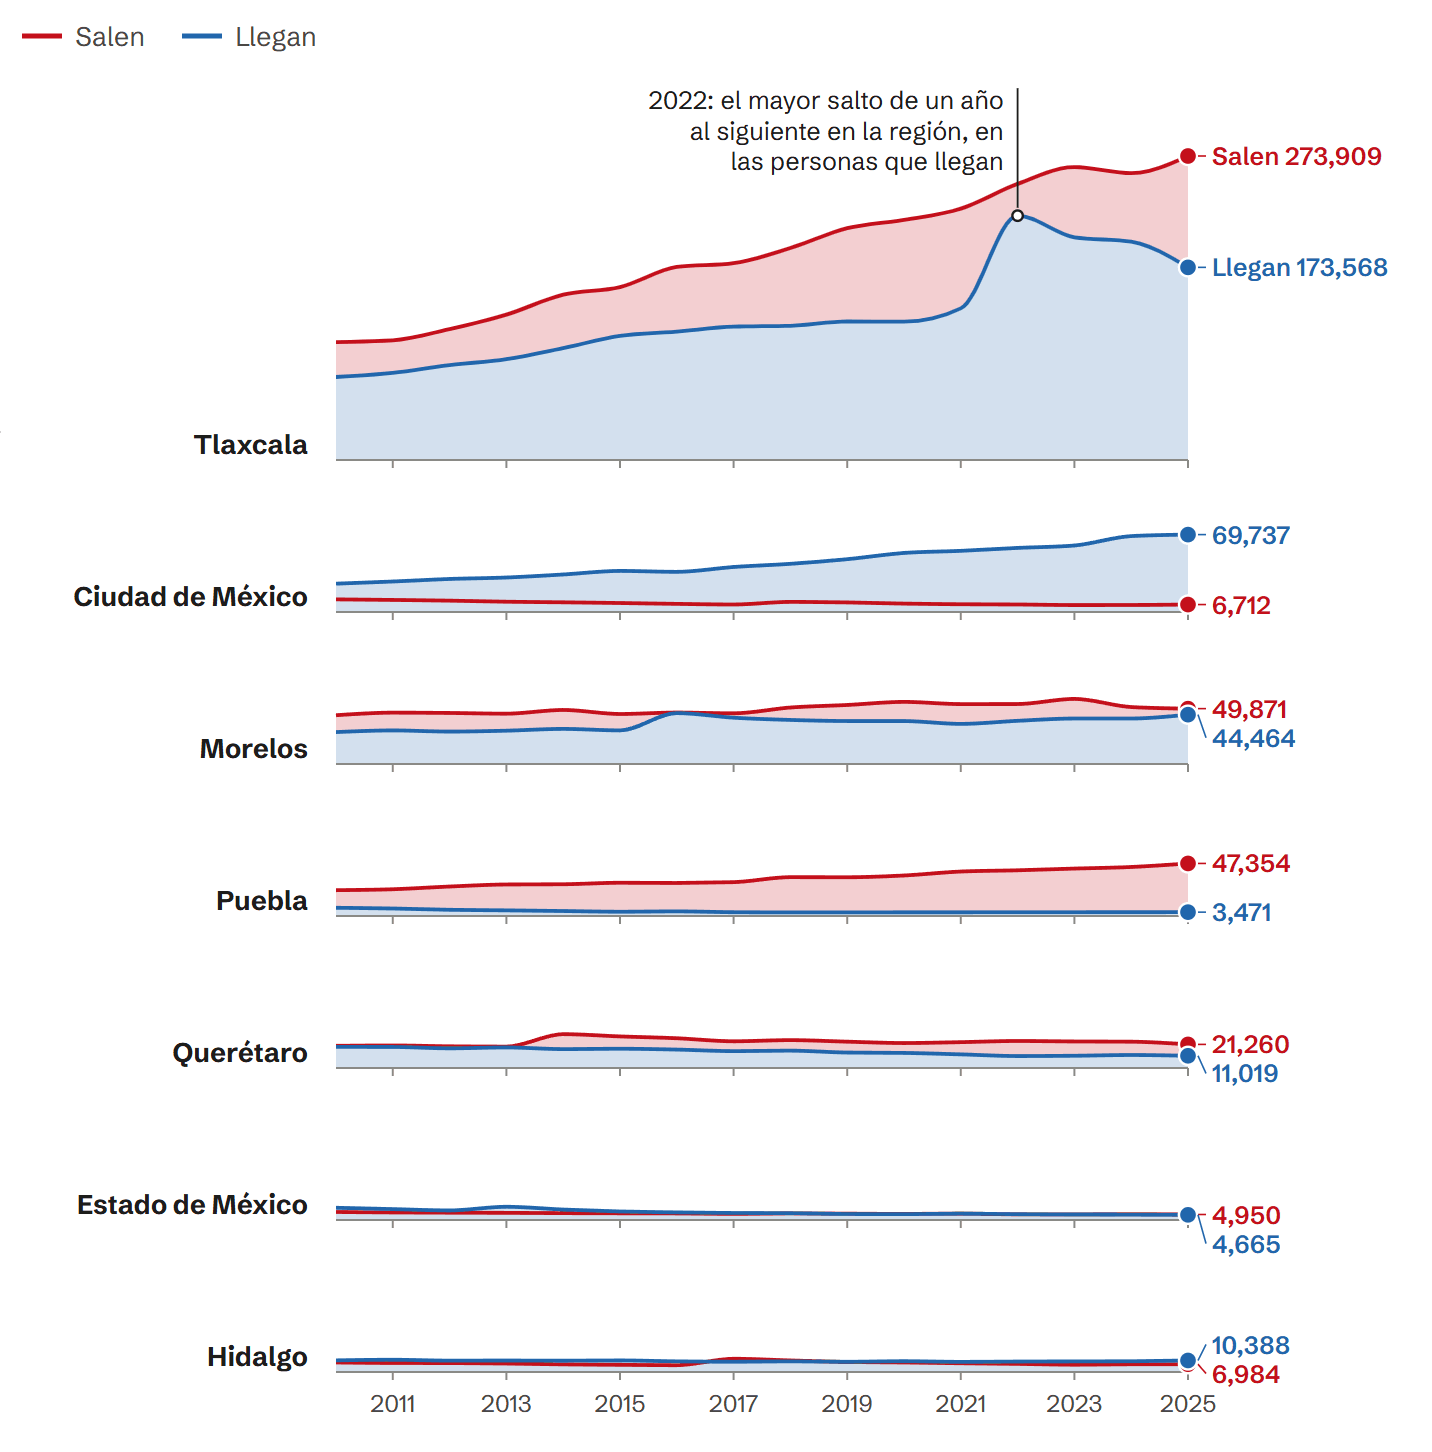 Salen
Llegan
2022: el mayor salto de un año
al siguiente en la región, en
las personas que llegan
Salen 273,909
Llegan 173,568
Tlaxcala
69,737
Ciudad de México
6,712
49,871
44,464
Morelos
47,354
Puebla
3,471
21,260
Querétaro
11,019
Estado de México
4,950
4,665
10,388
Hidalgo
6,984
2011 2013 2015 2017 2019 2021 2023 2025